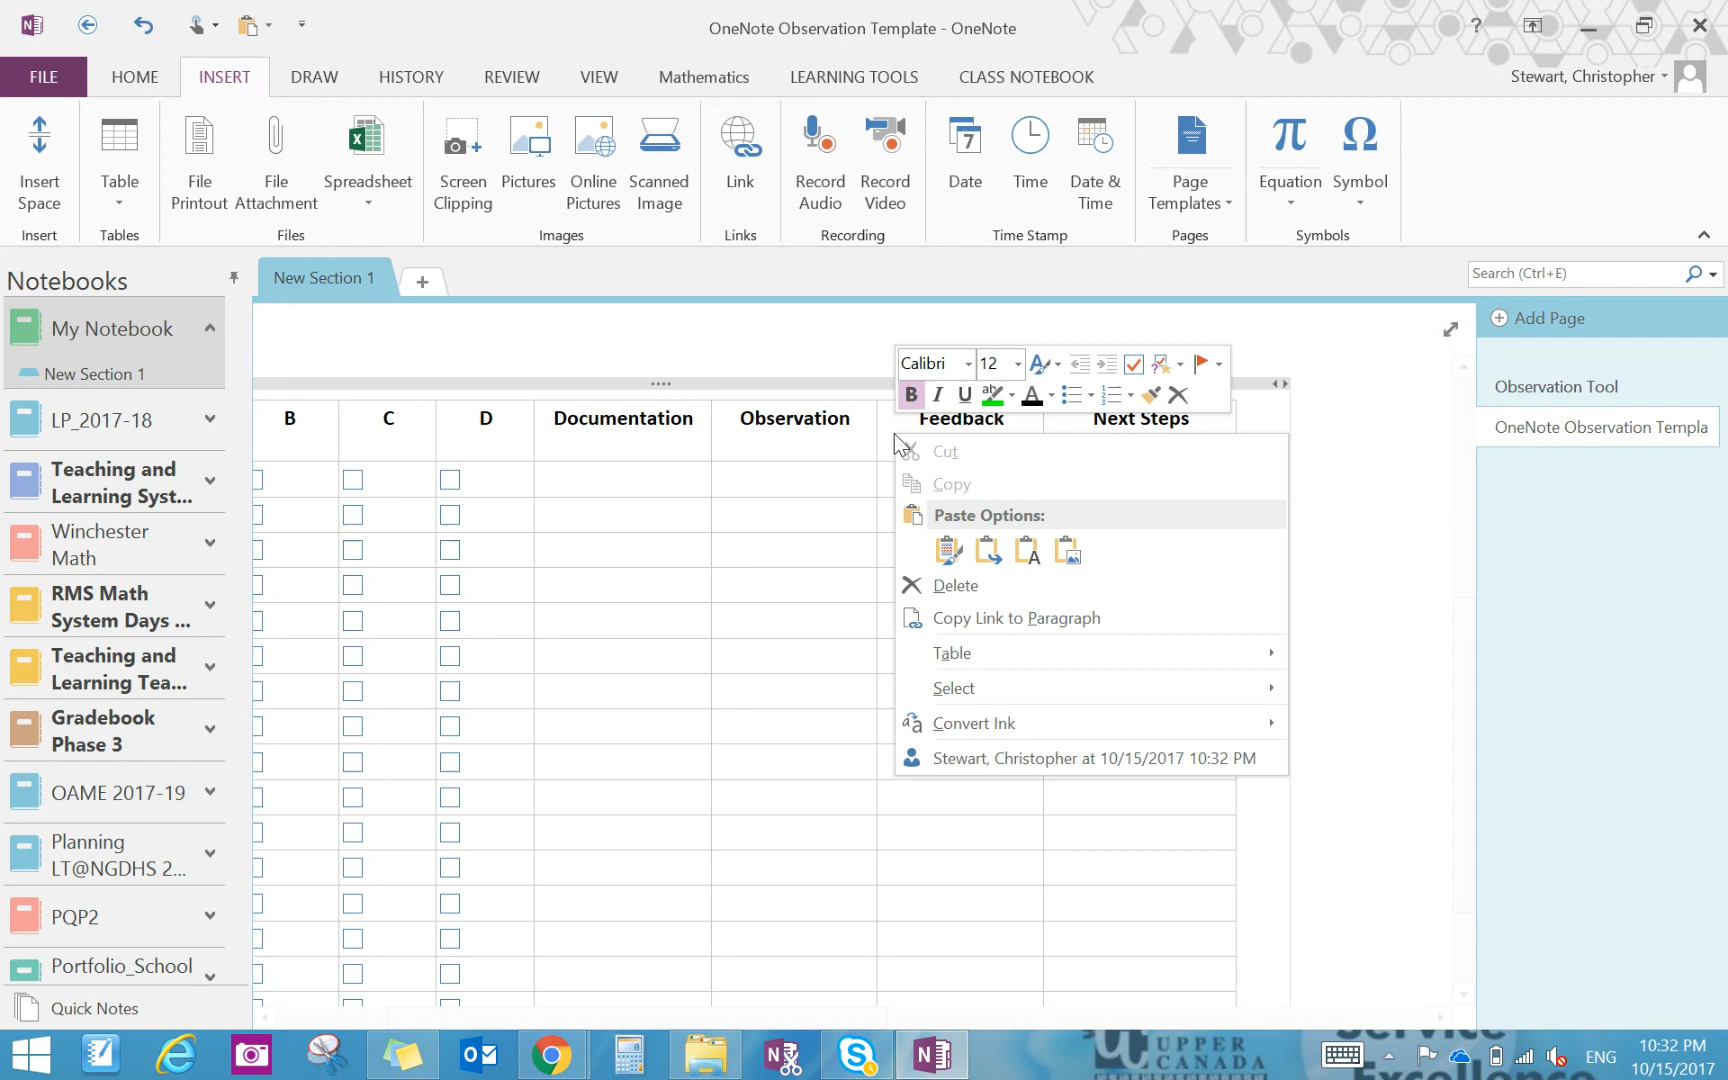 OneNote Observation Template - OneNote
?
FILE HOME INSERT DRAW HISTORY REVIEW VIEW Mathematics LEARNING TOOLS CLASS NOTEBOOK
Stewart, Christopher
Insert Space
Table
File Printout
File Attachment
Spreadsheet
Screen Clipping
Pictures
Online Pictures
Scanned Image
Link
Record Audio
Record Video
7
Date
Time
Date & Time
Page Templates
π
Equation
Ω
Symbol
Insert Tables Files Images Links Recording Time Stamp Pages Symbols
Notebooks
New Section 1
Search (Ctrl+E)
My Notebook
New Section 1
LP_2017-18
Teaching and
Learning Syst...
Winchester
Math
RMS Math
System Days ...
Teaching and
Learning Tea...
Gradebook
Phase 3
OAME 2017-19
Planning
LT@NGDHS 2...
PQP2
Portfolio_School
Quick Notes
Calibri 12
B I U ab A
B C D Documentation Observation Feedback Next Steps
Cut
Copy
Paste Options:
Delete
Copy Link to Paragraph
Table
Select
Convert Ink
Stewart, Christopher at 10/15/2017 10:32 PM
Add Page
Observation Tool
OneNote Observation Templa
UPPER
CANADA
Service
Excellence
ENG
10:32 PM
10/15/2017